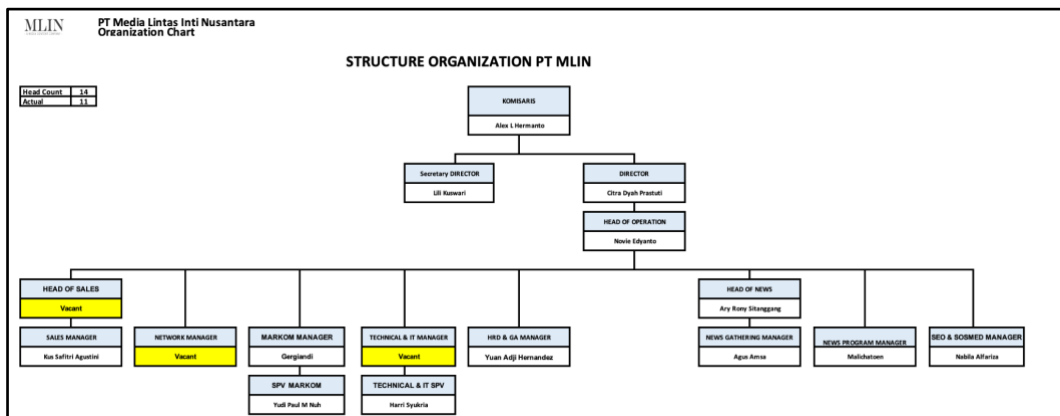 MLIN
PT Media Lintas Inti Nusantara
Organization Chart
STRUCTURE ORGANIZATION PT MLIN
Head Count 14
Actual 11
KOMISARIS
Alex L Hermanto
Secretary DIRECTOR
Lili Kuswari
DIRECTOR
Citra Dyah Prastuti
HEAD OF OPERATION
Novie Edyanto
HEAD OF SALES
Vacant
HEAD OF NEWS
Ary Rony Sitanggang
SALES MANAGER
Kus Safitri Agustini
NETWORK MANAGER
Vacant
MARKOM MANAGER
Gergiandi
TECHNICAL & IT MANAGER
Vacant
HRD & GA MANAGER
Yuan Adji Hernandez
NEWS GATHERING MANAGER
Agus Amsa
NEWS PROGRAM MANAGER
Malichatoen
SEO & SOSMED MANAGER
Nabila Alfariza
SPV MARKOM
Yudi Paul M Nuh
TECHNICAL & IT SPV
Harri Syukria